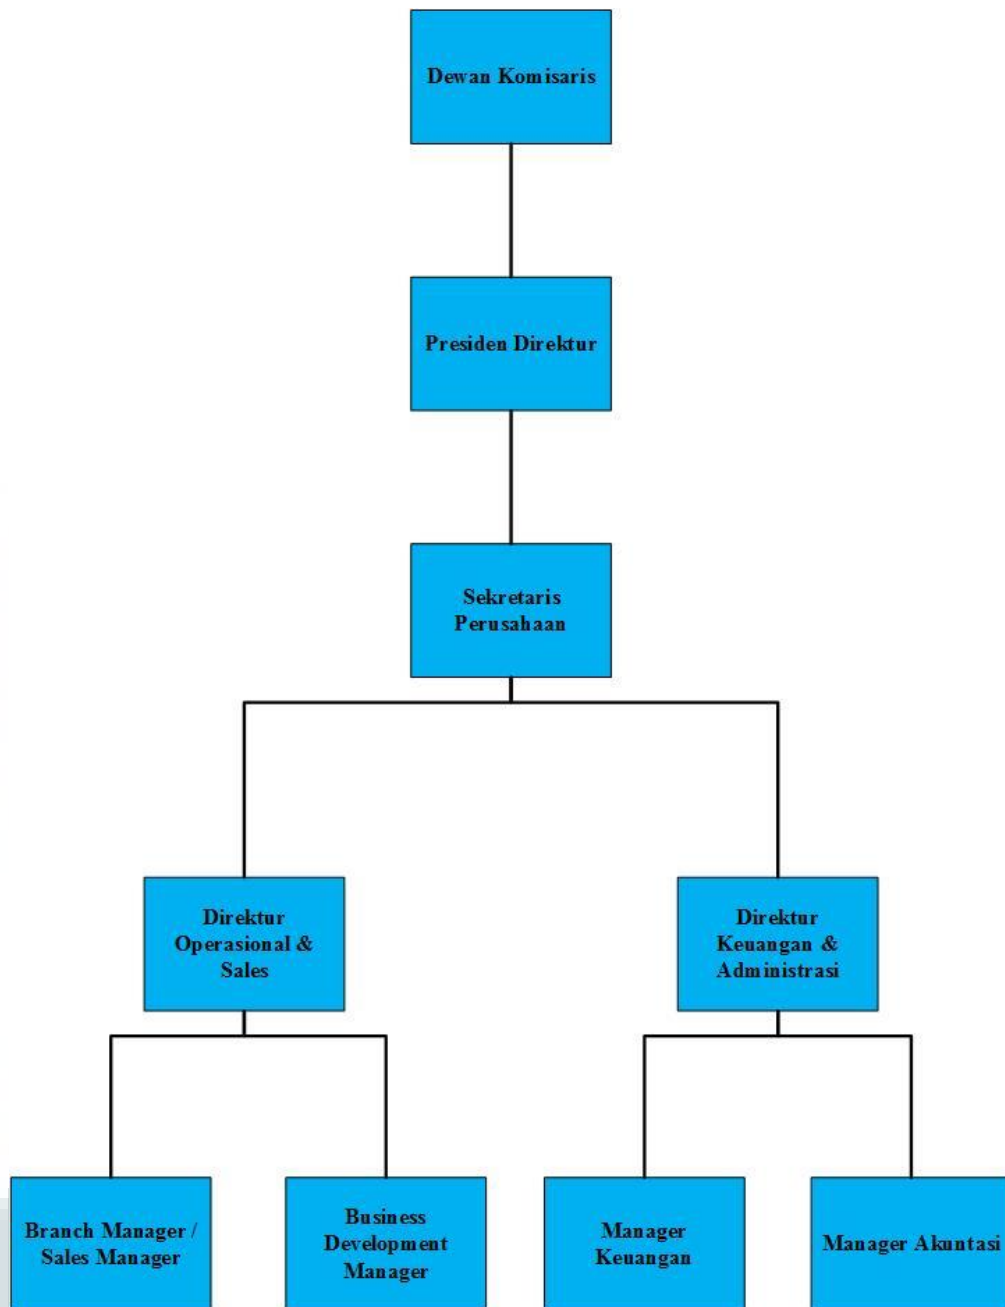 Dewan Komisaris
Presiden Direktur
Sekretaris
Perusahaan
Direktur
Operasional &
Sales
Direktur
Keuangan &
Administrasi
Branch Manager /
Sales Manager
Business
Development
Manager
Manager
Keuangan
Manager Akuntasi